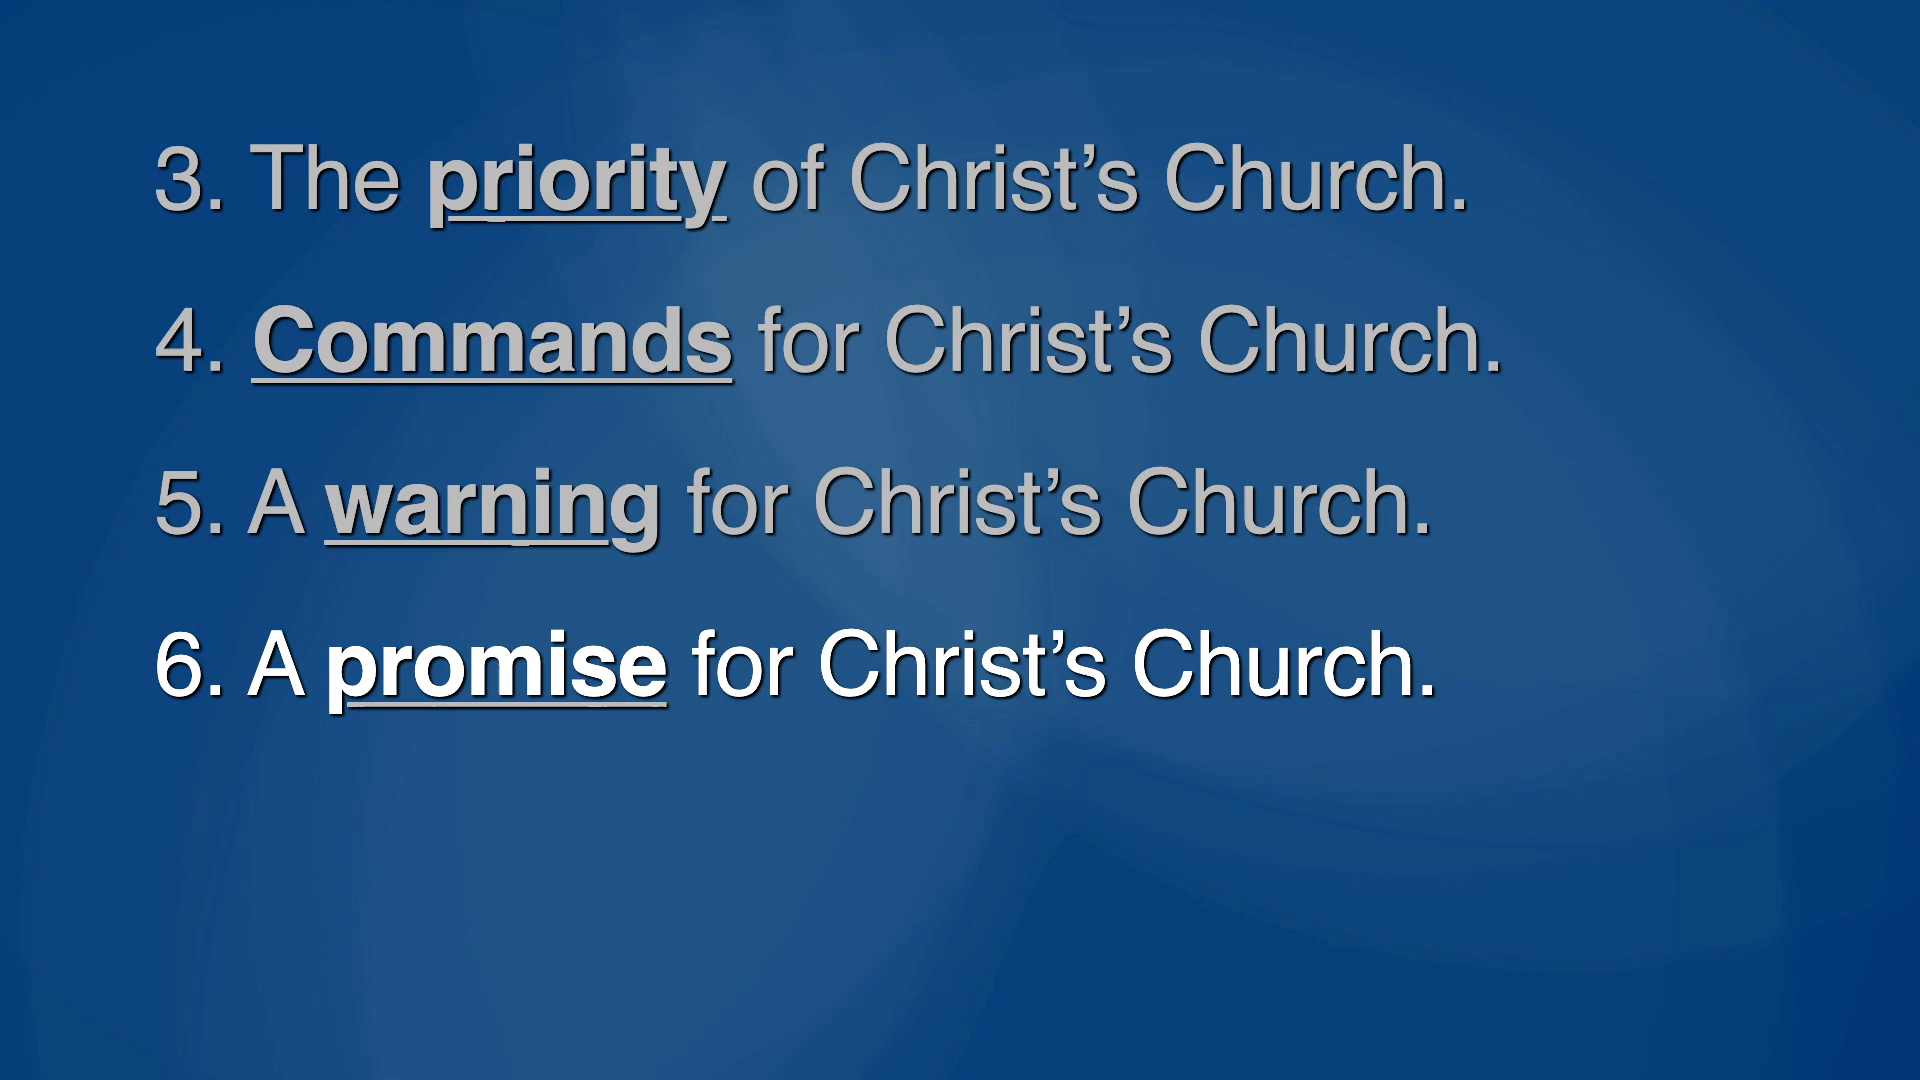 3. The priority of Christ’s Church.
4. Commands for Christ’s Church.
5. A warning for Christ’s Church.
6. A promise for Christ’s Church.